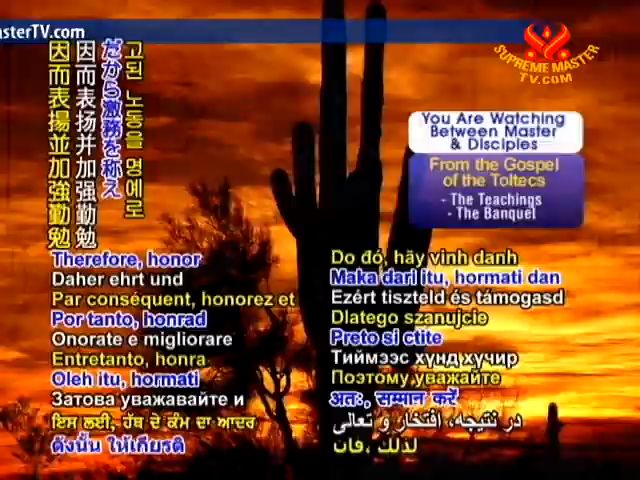 asterTV.com
SUPREME MASTER
TV.COM
You Are Watching
Between Master
& Disciples
From the Gospel
of the Toltecs
- The Teachings
- The Banquet
因而表揚並加強勤勉
因而表扬并加强勤勉
だから激務を称え
고된 노동을 명예로
Therefore, honor
Daher ehrt und
Par conséquent, honorez et
Por tanto, honrad
Onorate e migliorare
Entretanto, honra
Oleh itu, hormati
Затова уважавайте и
ਇਸ ਲਈ, ਹੱਥ ਦੇ ਕੰਮ ਦਾ ਆਦਰ
ดังนั้น ให้เกียรติ
Do đó, hãy vinh danh
Maka dari itu, hormati dan
Ezért tiszteld és támogasd
Dlatego szanujcie
Preto si ctite
Тиймээс хүнд хүчир
Поэтому уважайте
अतः, सम्मान करें
در نتیجه، افتخار و تعالی
لذلك، فإن